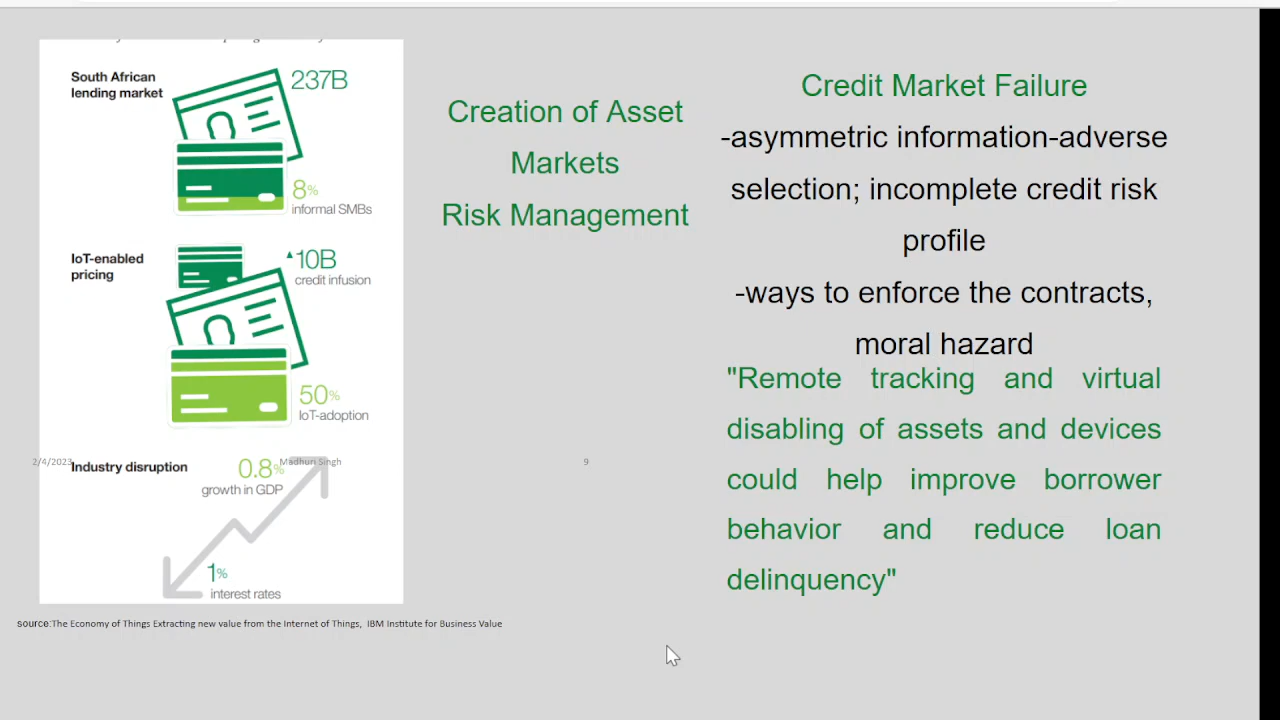 South African
lending market
237B
8%
informal SMBs
IoT-enabled
pricing
10B
credit infusion
50%
IoT-adoption
2/4/2023
Industry disruption
0.8%
growth in GDP
Madhuri Singh
9
1%
interest rates
source:The Economy of Things Extracting new value from the Internet of Things, IBM Institute for Business Value
Creation of Asset
Markets
Risk Management
Credit Market Failure
-asymmetric information-adverse
selection; incomplete credit risk
profile
-ways to enforce the contracts,
moral hazard
"Remote tracking and virtual
disabling of assets and devices
could help improve borrower
behavior and reduce loan
delinquency"